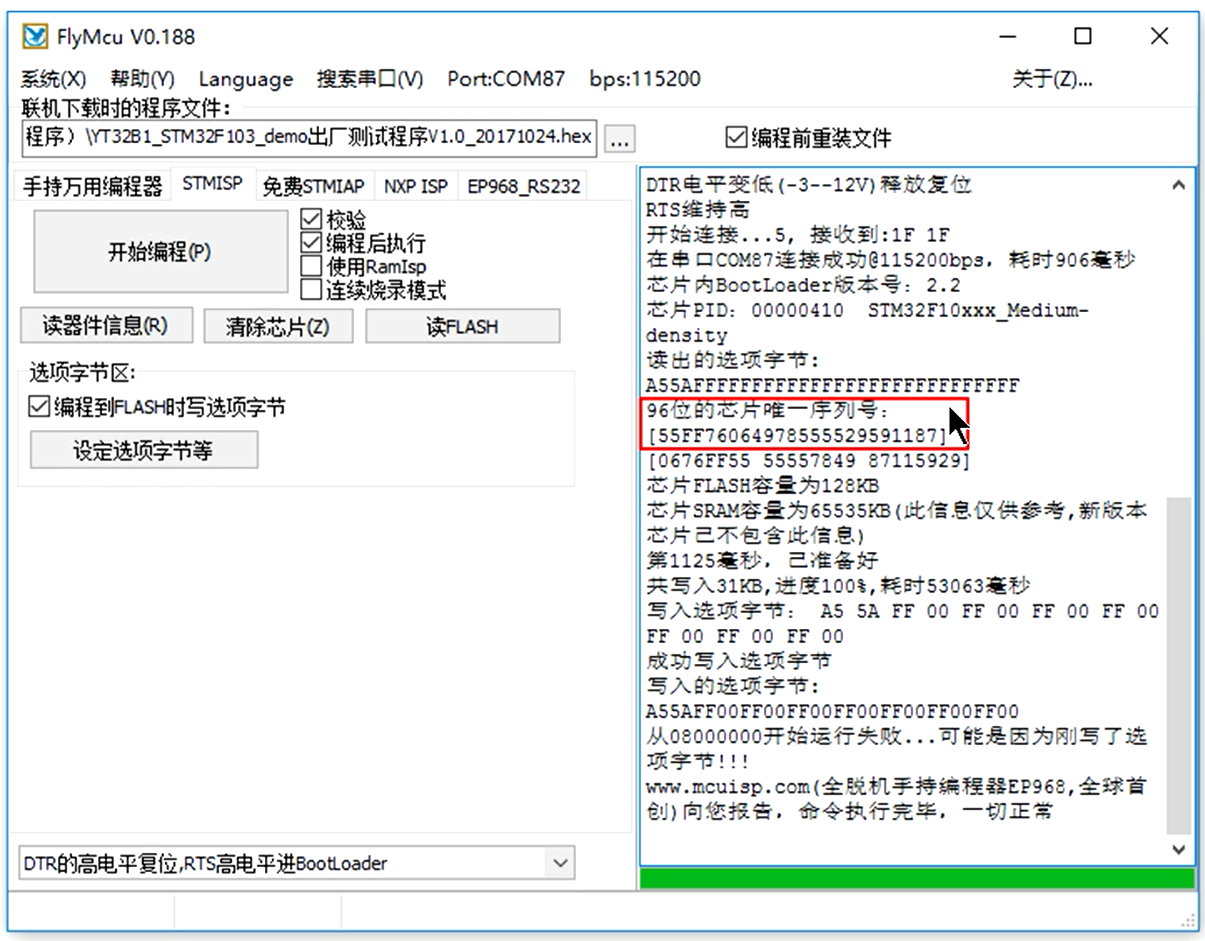 FlyMcu V0.188
系统(X) 帮助(Y) Language 搜索串口(V) Port:COM87 bps:115200 关于(Z)...
联机下载时的程序文件:
程序）\YT32B1_STM32F103_demo出厂测试程序V1.0_20171024.hex ... 编程前重装文件
手持万用编程器 STMISP 免费STMIAP NXP ISP EP968_RS232
开始编程(P)
校验
编程后执行
使用RamIsp
连续烧录模式
读器件信息(R) 清除芯片(Z) 读FLASH
选项字节区:
编程到FLASH时写选项字节
设定选项字节等
DTR的高电平复位,RTS高电平进BootLoader
DTR电平变低(-3--12V)释放复位
RTS维持高
开始连接...5, 接收到:1F 1F
在串口COM87连接成功@115200bps，耗时906毫秒
芯片内BootLoader版本号：2.2
芯片PID：00000410 STM32F10xxx_Medium-
density
读出的选项字节:
A55AFFFFFFFFFFFFFFFFFFFFFFFFFFFF
96位的芯片唯一序列号:
[55FF76064978555529591187]
[0676FF55 55557849 87115929]
芯片FLASH容量为128KB
芯片SRAM容量为65535KB(此信息仅供参考,新版本
芯片已不包含此信息)
第1125毫秒，已准备好
共写入31KB,进度100%,耗时53063毫秒
写入选项字节： A5 5A FF 00 FF 00 FF 00 FF 00
FF 00 FF 00 FF 00
成功写入选项字节
写入的选项字节:
A55AFF00FF00FF00FF00FF00FF00FF00
从08000000开始运行失败...可能是因为刚写了选
项字节!!!
www.mcuisp.com(全脱机手持编程器EP968,全球首
创)向您报告，命令执行完毕，一切正常